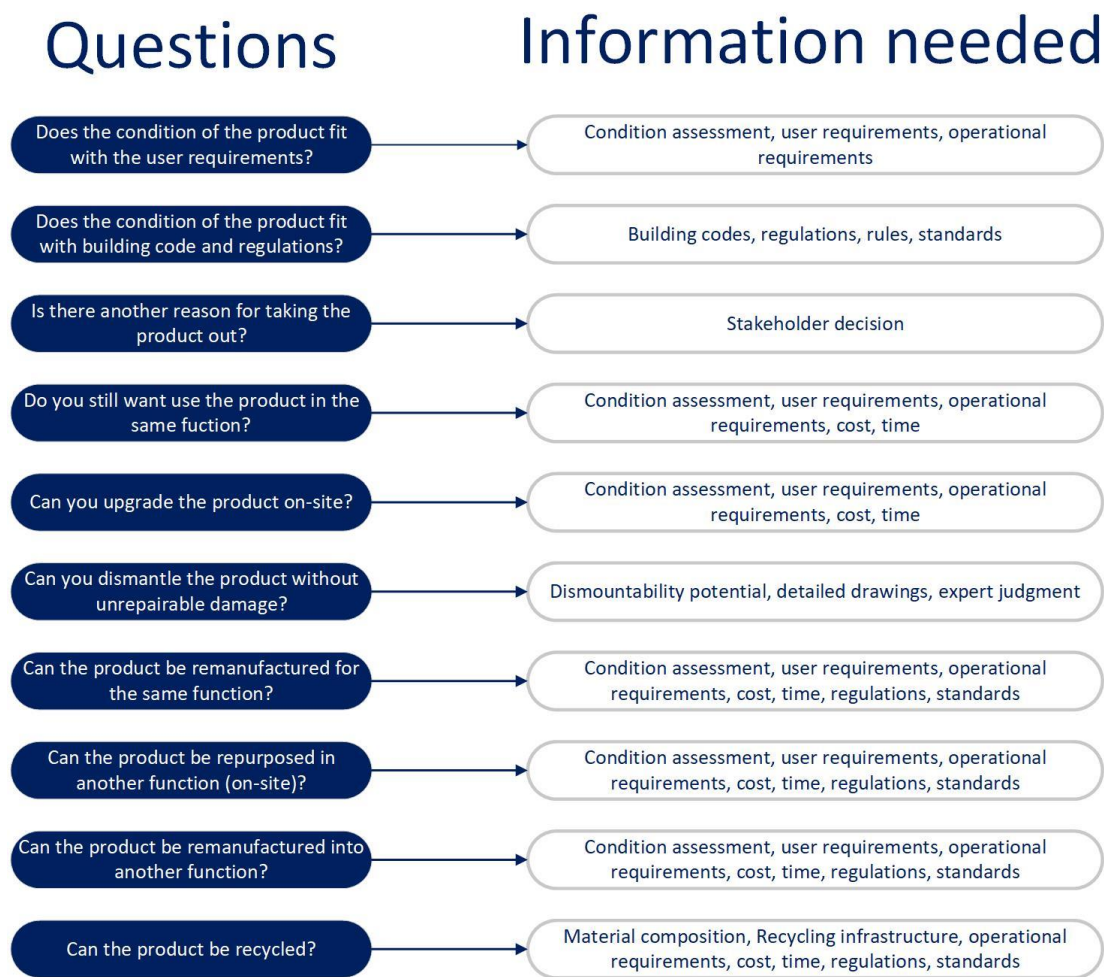 Questions
Information needed
Does the condition of the product fit
with the user requirements?
Condition assessment, user requirements, operational
requirements
Does the condition of the product fit
with building code and regulations?
Building codes, regulations, rules, standards
Is there another reason for taking the
product out?
Stakeholder decision
Do you still want use the product in the
same fuction?
Condition assessment, user requirements, operational
requirements, cost, time
Can you upgrade the product on-site?
Condition assessment, user requirements, operational
requirements, cost, time
Can you dismantle the product without
unrepairable damage?
Dismountability potential, detailed drawings, expert judgment
Can the product be remanufactured for
the same function?
Condition assessment, user requirements, operational
requirements, cost, time, regulations, standards
Can the product be repurposed in
another function (on-site)?
Condition assessment, user requirements, operational
requirements, cost, time, regulations, standards
Can the product be remanufactured into
another function?
Condition assessment, user requirements, operational
requirements, cost, time, regulations, standards
Can the product be recycled?
Material composition, Recycling infrastructure, operational
requirements, cost, time, regulations, standards